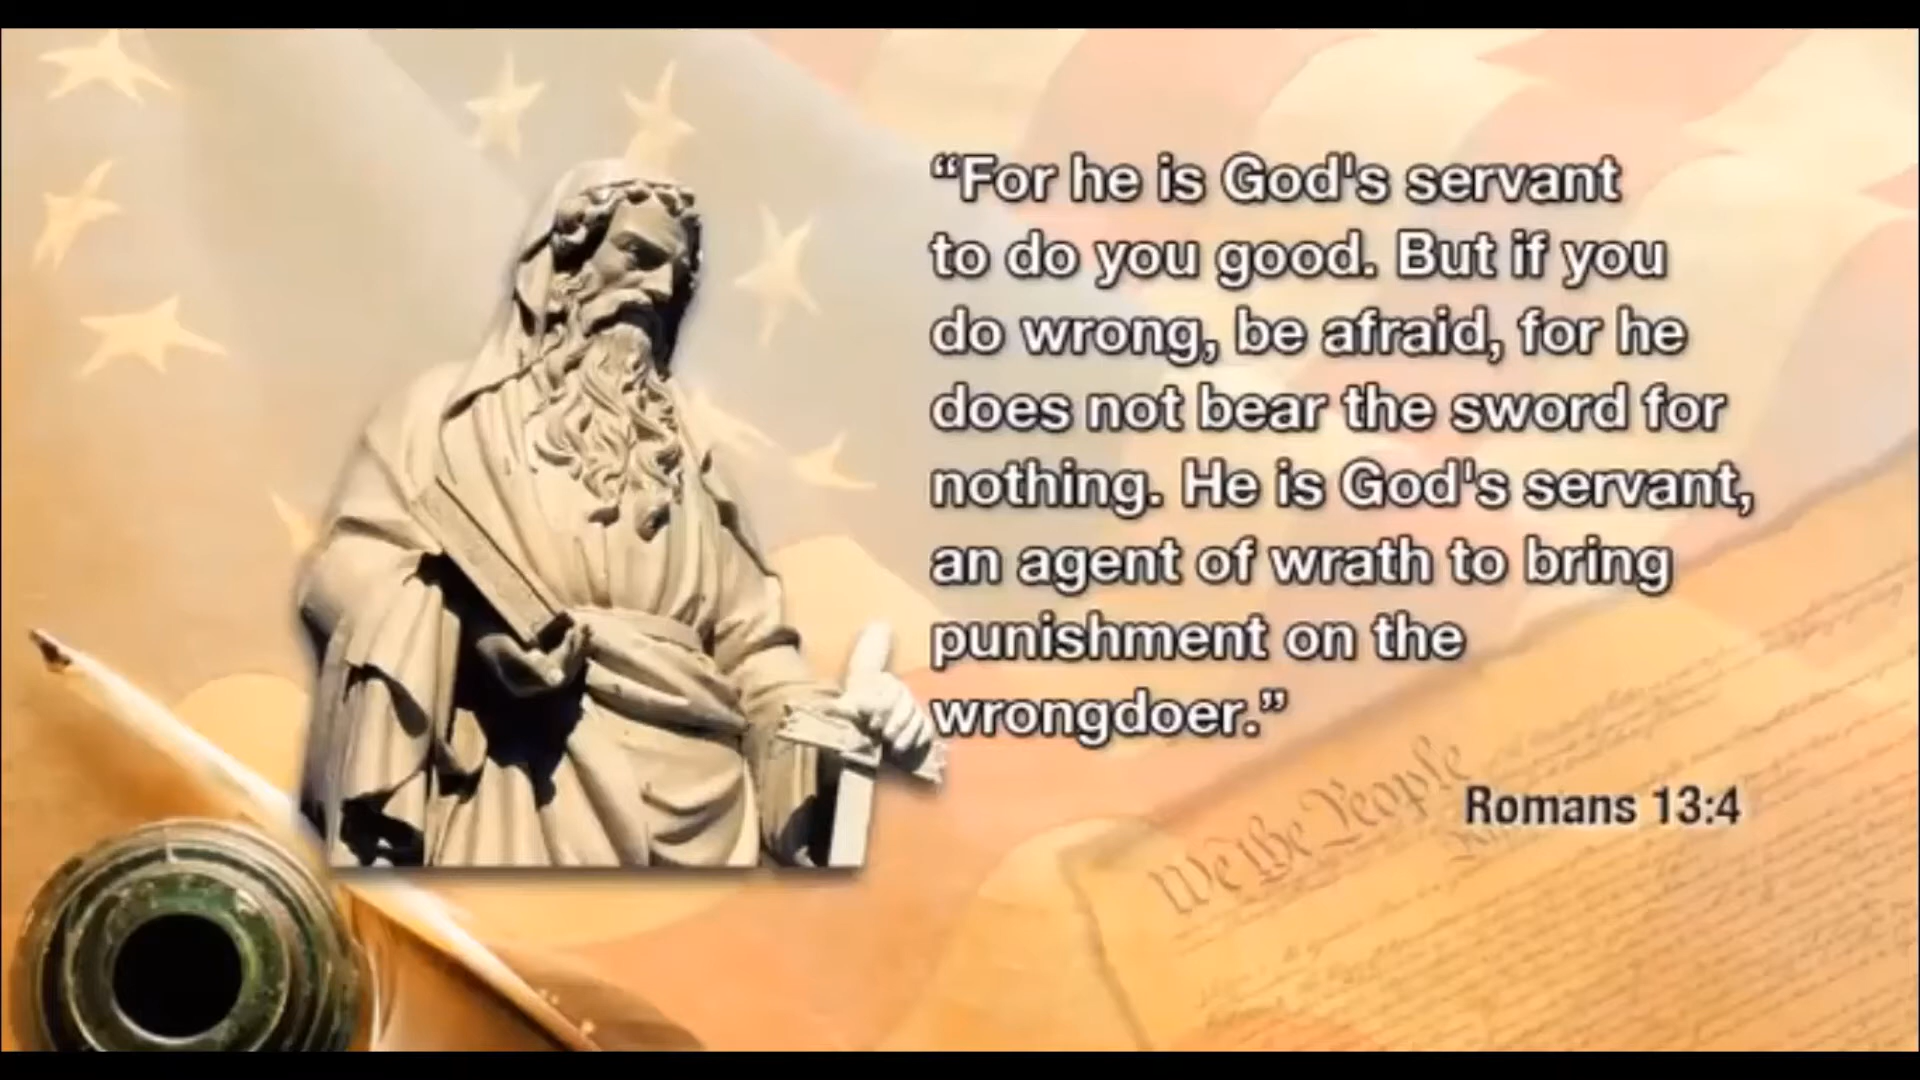 “For he is God's servant
to do you good. But if you
do wrong, be afraid, for he
does not bear the sword for
nothing. He is God's servant,
an agent of wrath to bring
punishment on the
wrongdoer.”
Romans 13:4
We the People